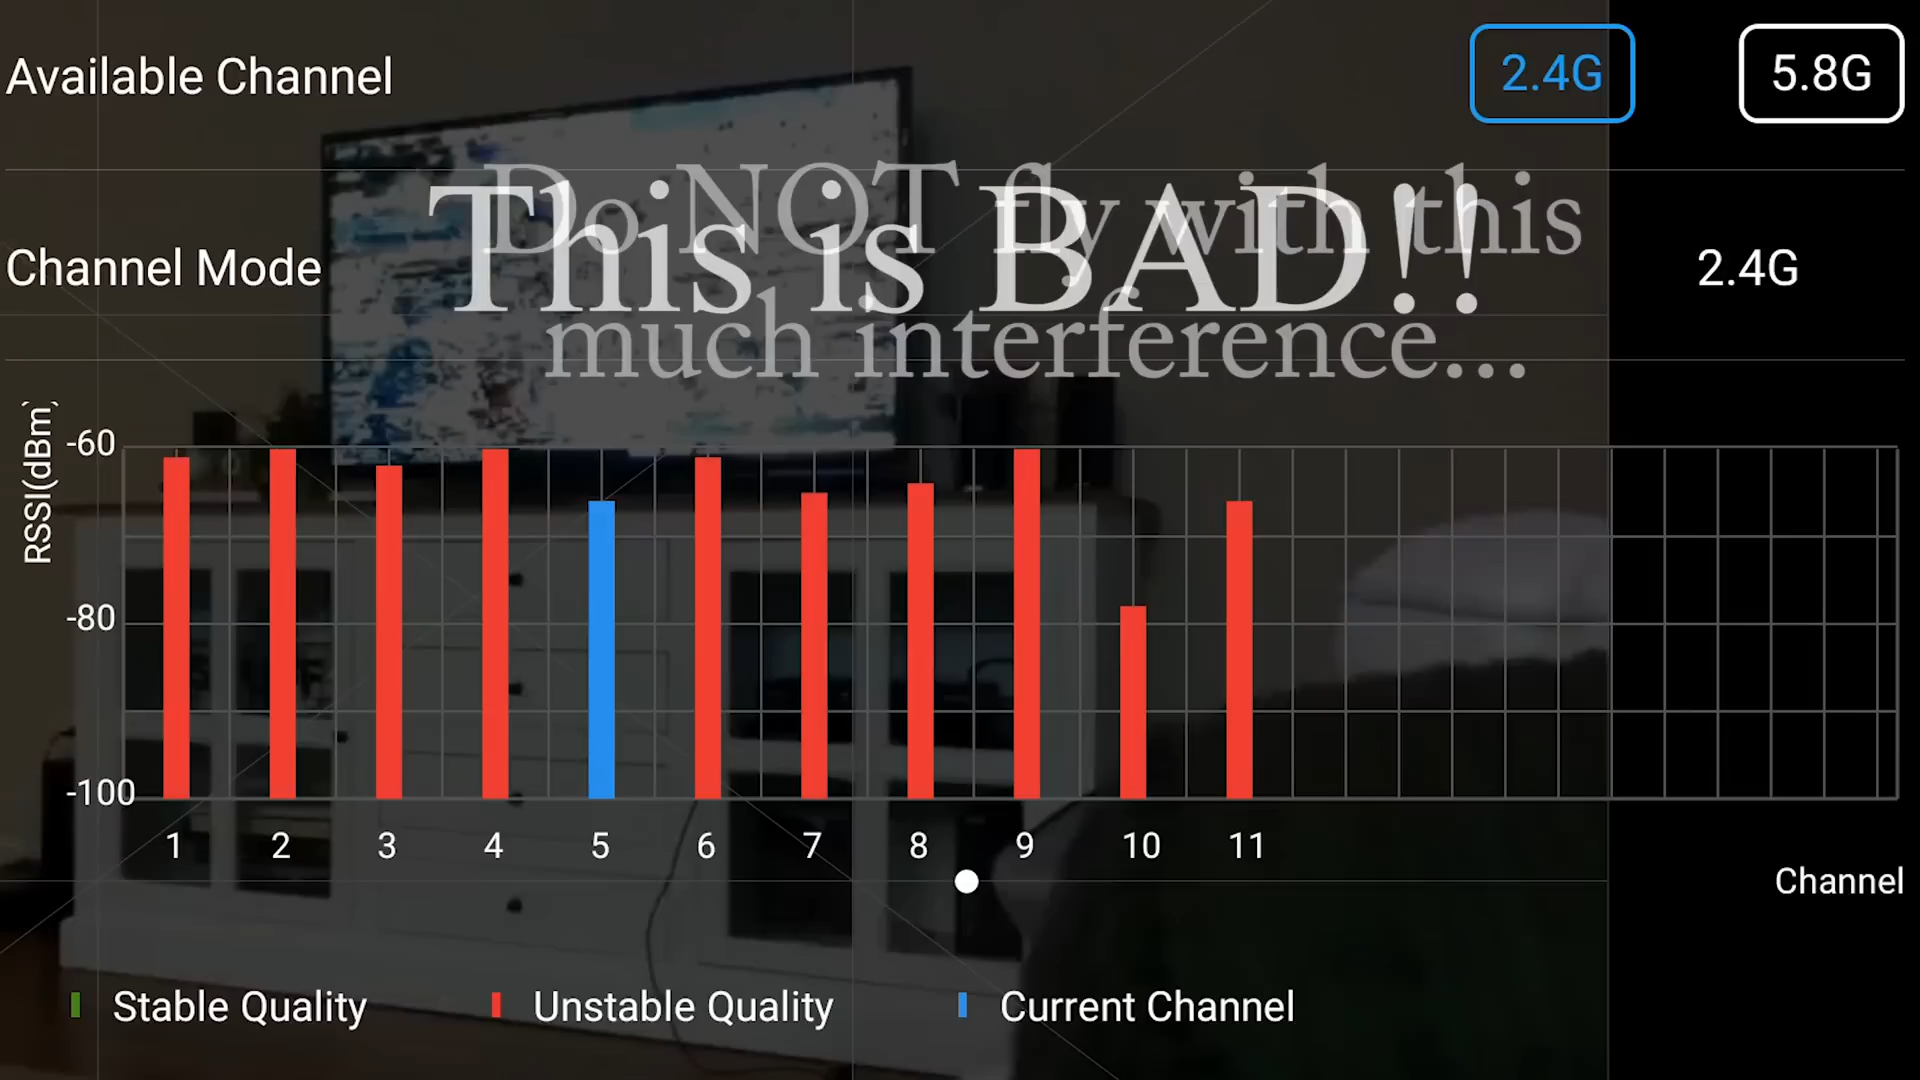 Available Channel
2.4G
5.8G
Do NOT fly with this
This is BAD!!
much interference...
Channel Mode
2.4G
RSSI(dBm)
-60
-80
-100
1 2 3 4 5 6 7 8 9 10 11
Channel
Stable Quality
Unstable Quality
Current Channel